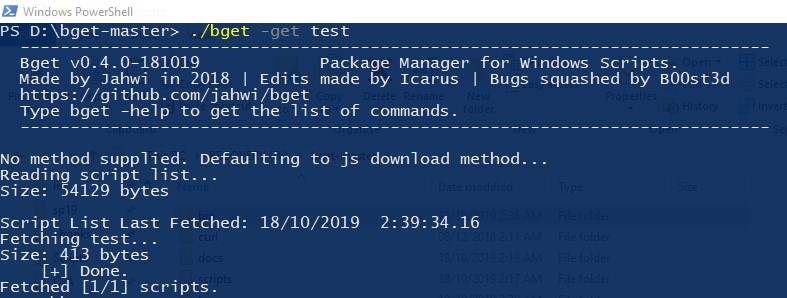 Windows PowerShell
PS D:\bget-master> ./bget -get test
Bget v0.4.0-181019 Package Manager for Windows Scripts.
Made by Jahwi in 2018 | Edits made by Icarus | Bugs squashed by B00st3d
https://github.com/jahwi/bget
Type bget -help to get the list of commands.
No method supplied. Defaulting to js download method...
Reading script list...
Size: 54129 bytes
Script List Last Fetched: 18/10/2019 2:39:34.16
Fetching test...
Size: 413 bytes
[+] Done.
Fetched [1/1] scripts.